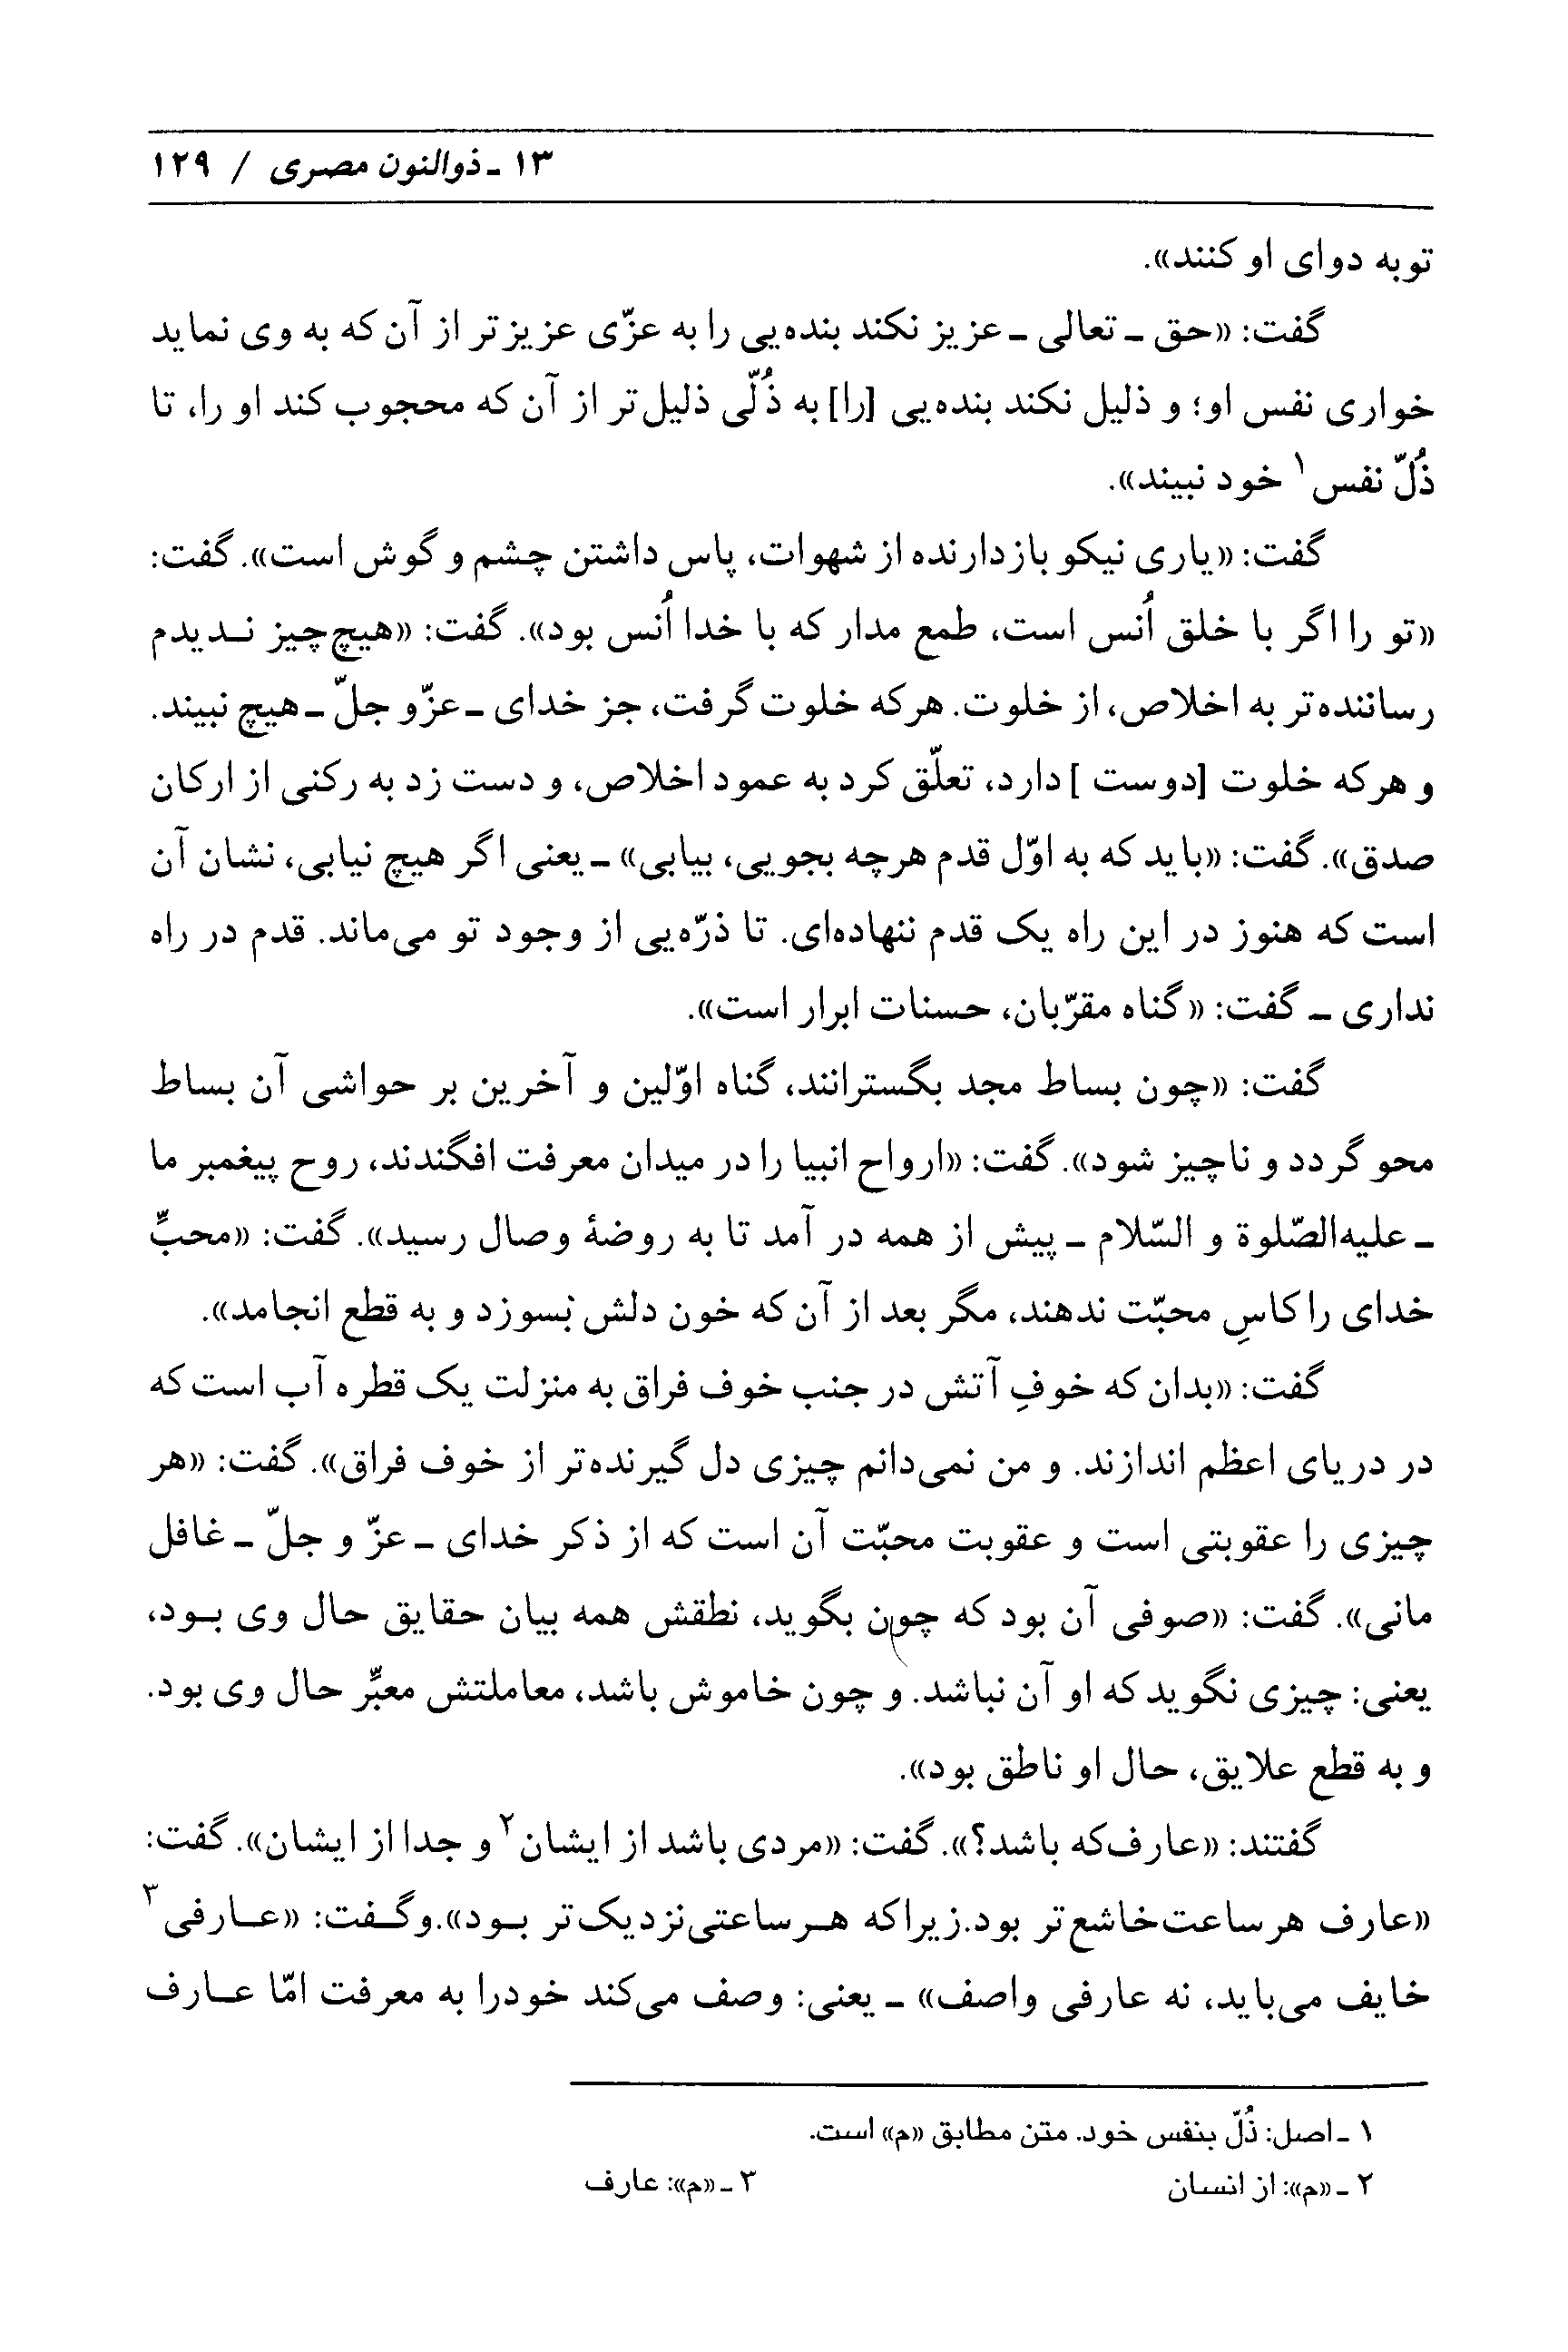 ۱۳ ـ ذوالنون مصری / ۱۲۹
توبه دوای او کنند».
گفت: «حق ـ تعالی ـ عزیز نکند بنده‌یی را به عزّی عزیزتر از آن که به وی نماید
خواری نفس او؛ و ذلیل نکند بنده‌یی [را] به ذُلّی ذلیل‌تر از آن که محجوب کند او را، تا
ذُلّ نفس۱ خود نبیند».
گفت: «یاری نیکو بازدارنده از شهوات، پاس داشتن چشم و گوش است». گفت:
«تو را اگر با خلق اُنس است، طمع مدار که با خدا اُنس بود». گفت: «هیچ‌چیز ندیدم
رساننده‌تر به اخلاص، از خلوت. هرکه خلوت گرفت، جز خدای ـ عزّو جلّ ـ هیچ نبیند.
و هرکه خلوت [دوست] دارد، تعلّق کرد به عمود اخلاص، و دست زد به رکنی از ارکان
صدق». گفت: «باید که به اوّل قدم هرچه بجویی، بیابی» ـ یعنی اگر هیچ نیابی، نشان آن
است که هنوز در این راه یک قدم ننهاده‌ای. تا ذرّه‌یی از وجود تو می‌ماند. قدم در راه
نداری ـ گفت: «گناه مقرّبان، حسنات ابرار است».
گفت: «چون بساط مجد بگسترانند، گناه اوّلین و آخرین بر حواشی آن بساط
محو گردد و ناچیز شود». گفت: «ارواح انبیا را در میدان معرفت افگندند، روح پیغمبر ما
ـ علیه‌الصّلوة و السّلام ـ پیش از همه در آمد تا به روضهٔ وصال رسید». گفت: «محبِّ
خدای را کاسِ محبّت ندهند، مگر بعد از آن که خون دلش بسوزد و به قطع انجامد».
گفت: «بدان که خوفِ آتش در جنب خوف فراق به منزلت یک قطره آب است که
در دریای اعظم اندازند. و من نمی‌دانم چیزی دل گیرنده‌تر از خوف فراق». گفت: «هر
چیزی را عقوبتی است و عقوبت محبّت آن است که از ذکر خدای ـ عزّ و جلّ ـ غافل
مانی». گفت: «صوفی آن بود که چون بگوید، نطقش همه بیان حقایق حال وی بود،
یعنی: چیزی نگوید که او آن نباشد. و چون خاموش باشد، معاملتش معبِّر حال وی بود.
و به قطع علایق، حال او ناطق بود».
گفتند: «عارف‌که باشد؟». گفت: «مردی باشد از ایشان۲ و جدا از ایشان». گفت:
«عارف هرساعت‌خاشع‌تر بود.زیراکه هرساعتی‌نزدیک‌تر بود».وگفت: «عارفی۳
خایف می‌باید، نه عارفی واصف» ـ یعنی: وصف می‌کند خودرا به معرفت امّا عارف
۱ ـ اصل: ذُلّ بنفس خود. متن مطابق «م» است.
۲ ـ «م»: از انسان ۳ ـ «م»: عارف